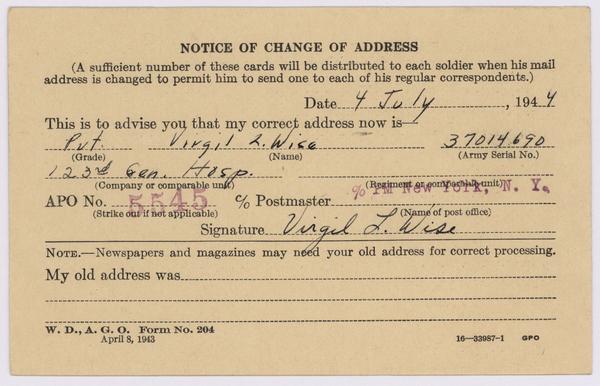 NOTICE OF CHANGE OF ADDRESS
(A sufficient number of these cards will be distributed to each soldier when his mail
address is changed to permit him to send one to each of his regular correspondents.)
Date 4 July, 1944
This is to advise you that my correct address now is—
Pvt. Virgil L. Wise 37014690
(Grade) (Name) (Army Serial No.)
123rd Gen. Hosp.
(Company or comparable unit) (Regiment or comparable unit)
APO No. 5545 % Postmaster % PM NEW YORK, N. Y.
(Strike out if not applicable) (Name of post office)
Signature Virgil L. Wise
NOTE.—Newspapers and magazines may need your old address for correct processing.
My old address was
W. D., A. G. O. Form No. 204
April 8, 1943
16—33987-1 GPO